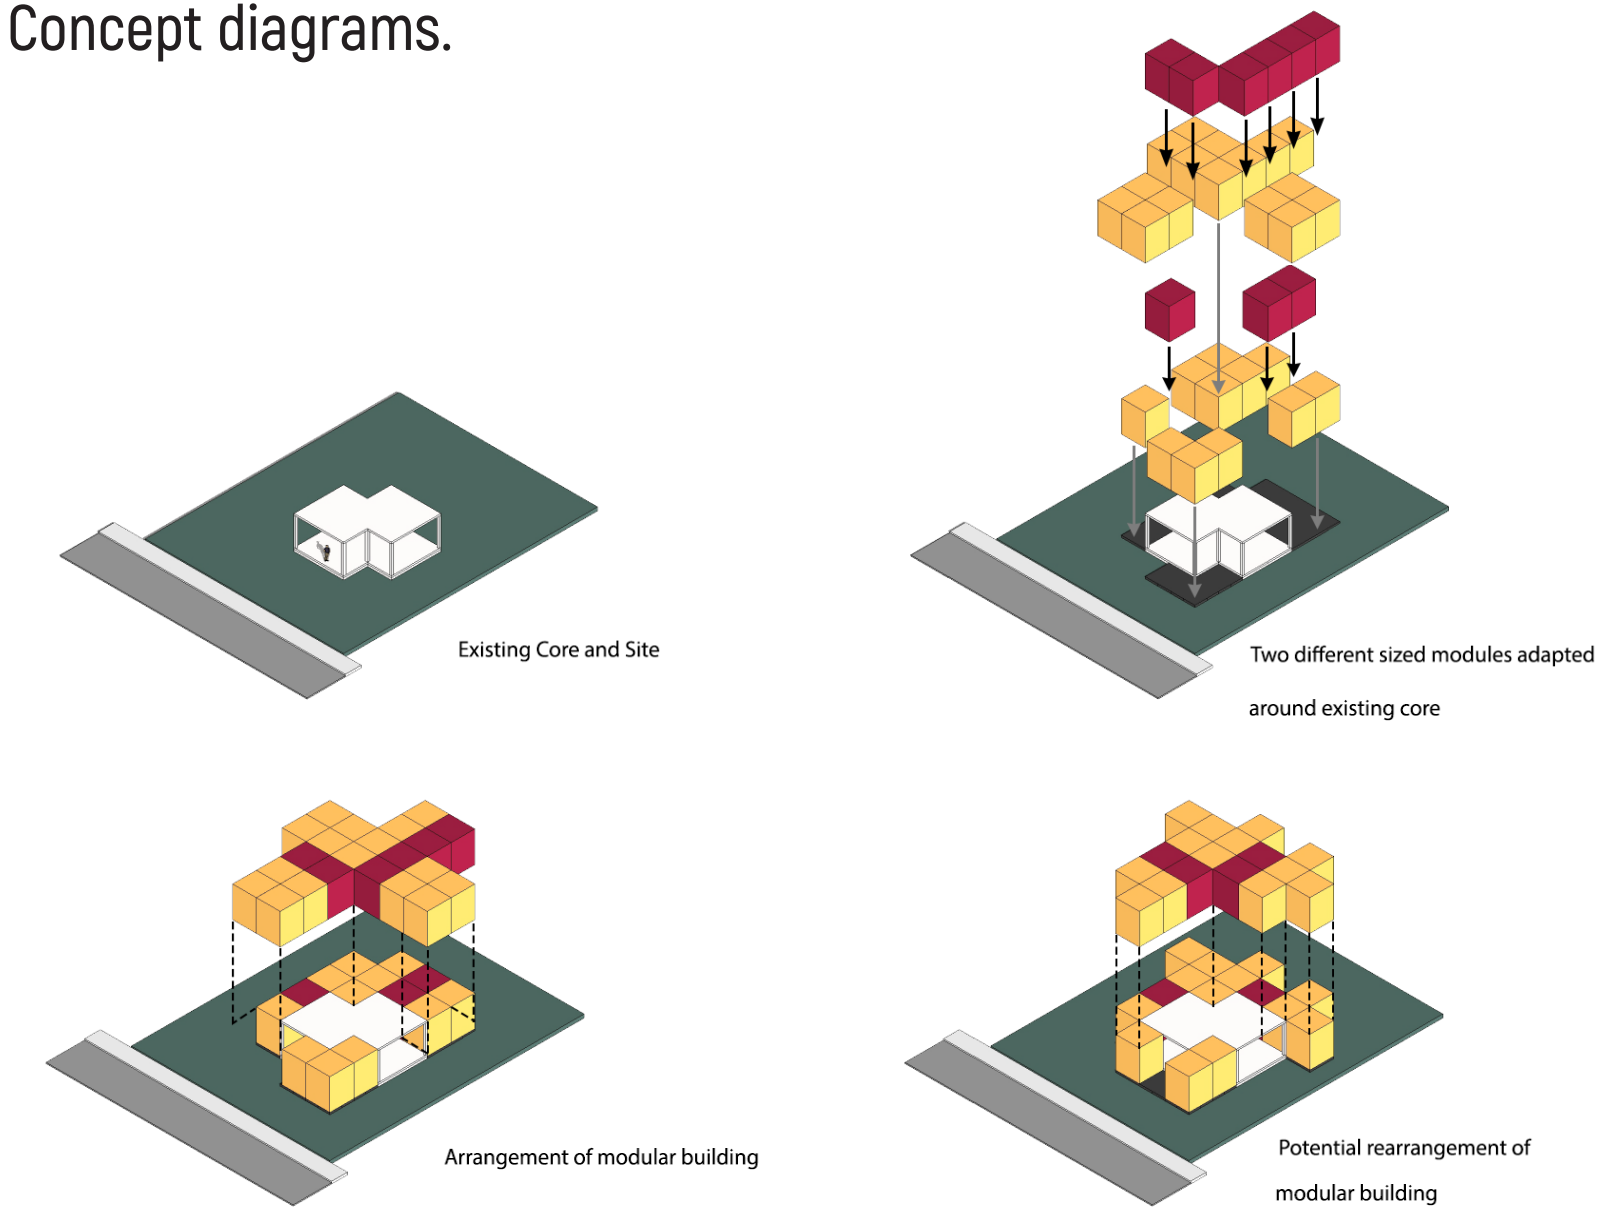 Concept diagrams.
Existing Core and Site
Two different sized modules adapted
around existing core
Arrangement of modular building
Potential rearrangement of
modular building